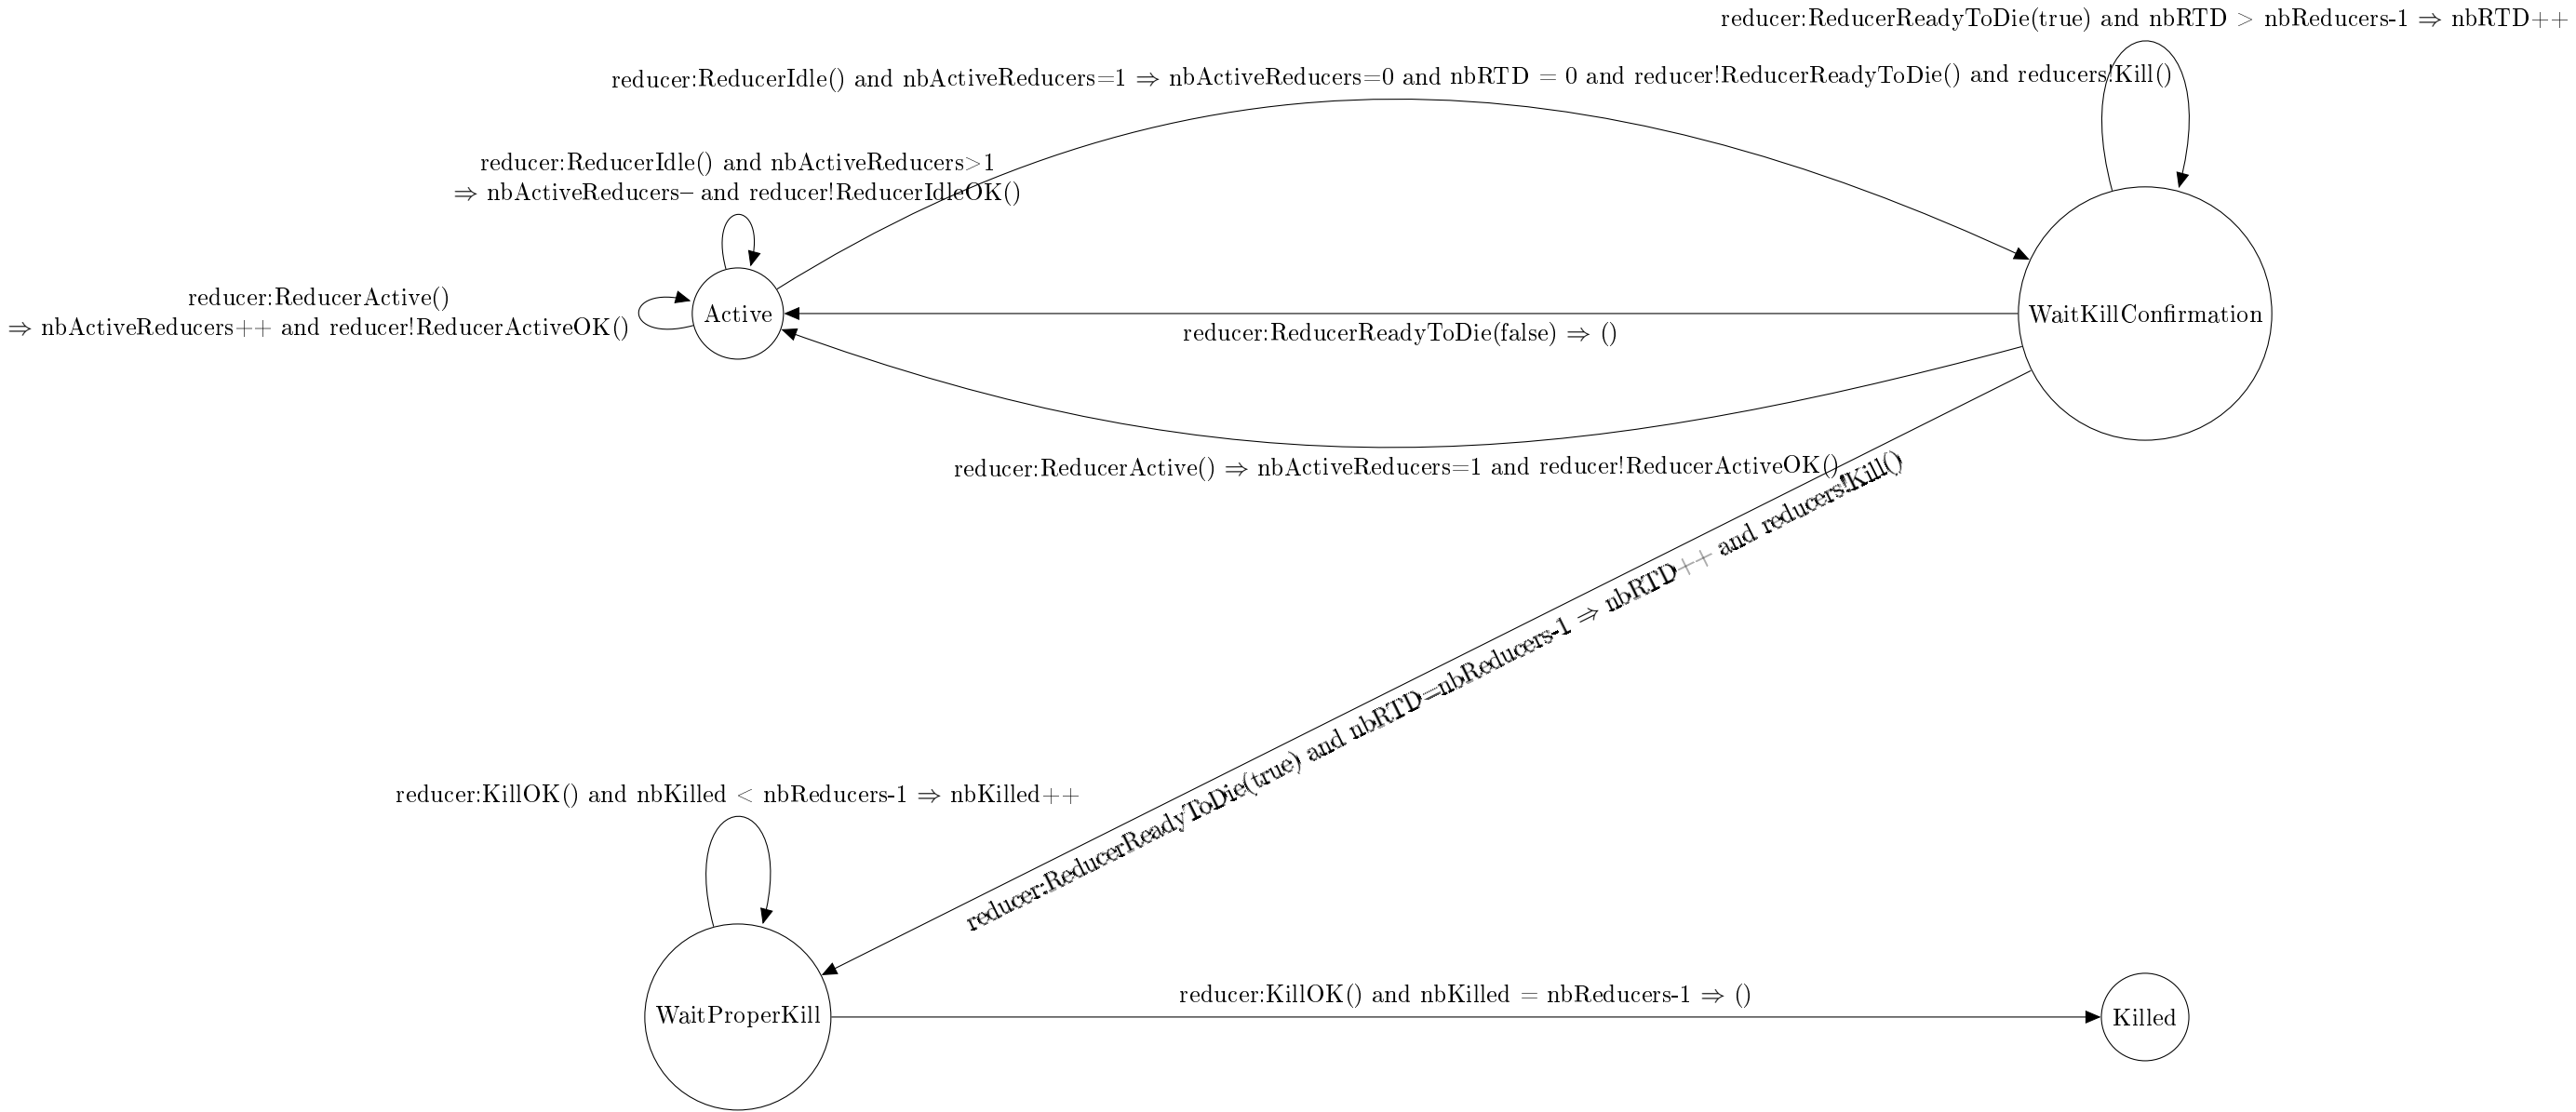 reducer:ReducerReadyToDie(true) and nbRTD > nbReducers-1 ⇒ nbRTD++
reducer:ReducerIdle() and nbActiveReducers=1 ⇒ nbActiveReducers=0 and nbRTD = 0 and reducer!ReducerReadyToDie() and reducers!Kill()
reducer:ReducerIdle() and nbActiveReducers>1
⇒ nbActiveReducers– and reducer!ReducerIdleOK()
reducer:ReducerActive()
⇒ nbActiveReducers++ and reducer!ReducerActiveOK()
Active
WaitKillConfirmation
reducer:ReducerReadyToDie(false) ⇒ ()
reducer:ReducerActive() ⇒ nbActiveReducers=1 and reducer!ReducerActiveOK()
reducer:ReducerReadyToDie(true) and nbRTD=nbReducers-1 ⇒ nbRTD++ and reducers!Kill()
reducer:KillOK() and nbKilled < nbReducers-1 ⇒ nbKilled++
WaitProperKill
reducer:KillOK() and nbKilled = nbReducers-1 ⇒ ()
Killed